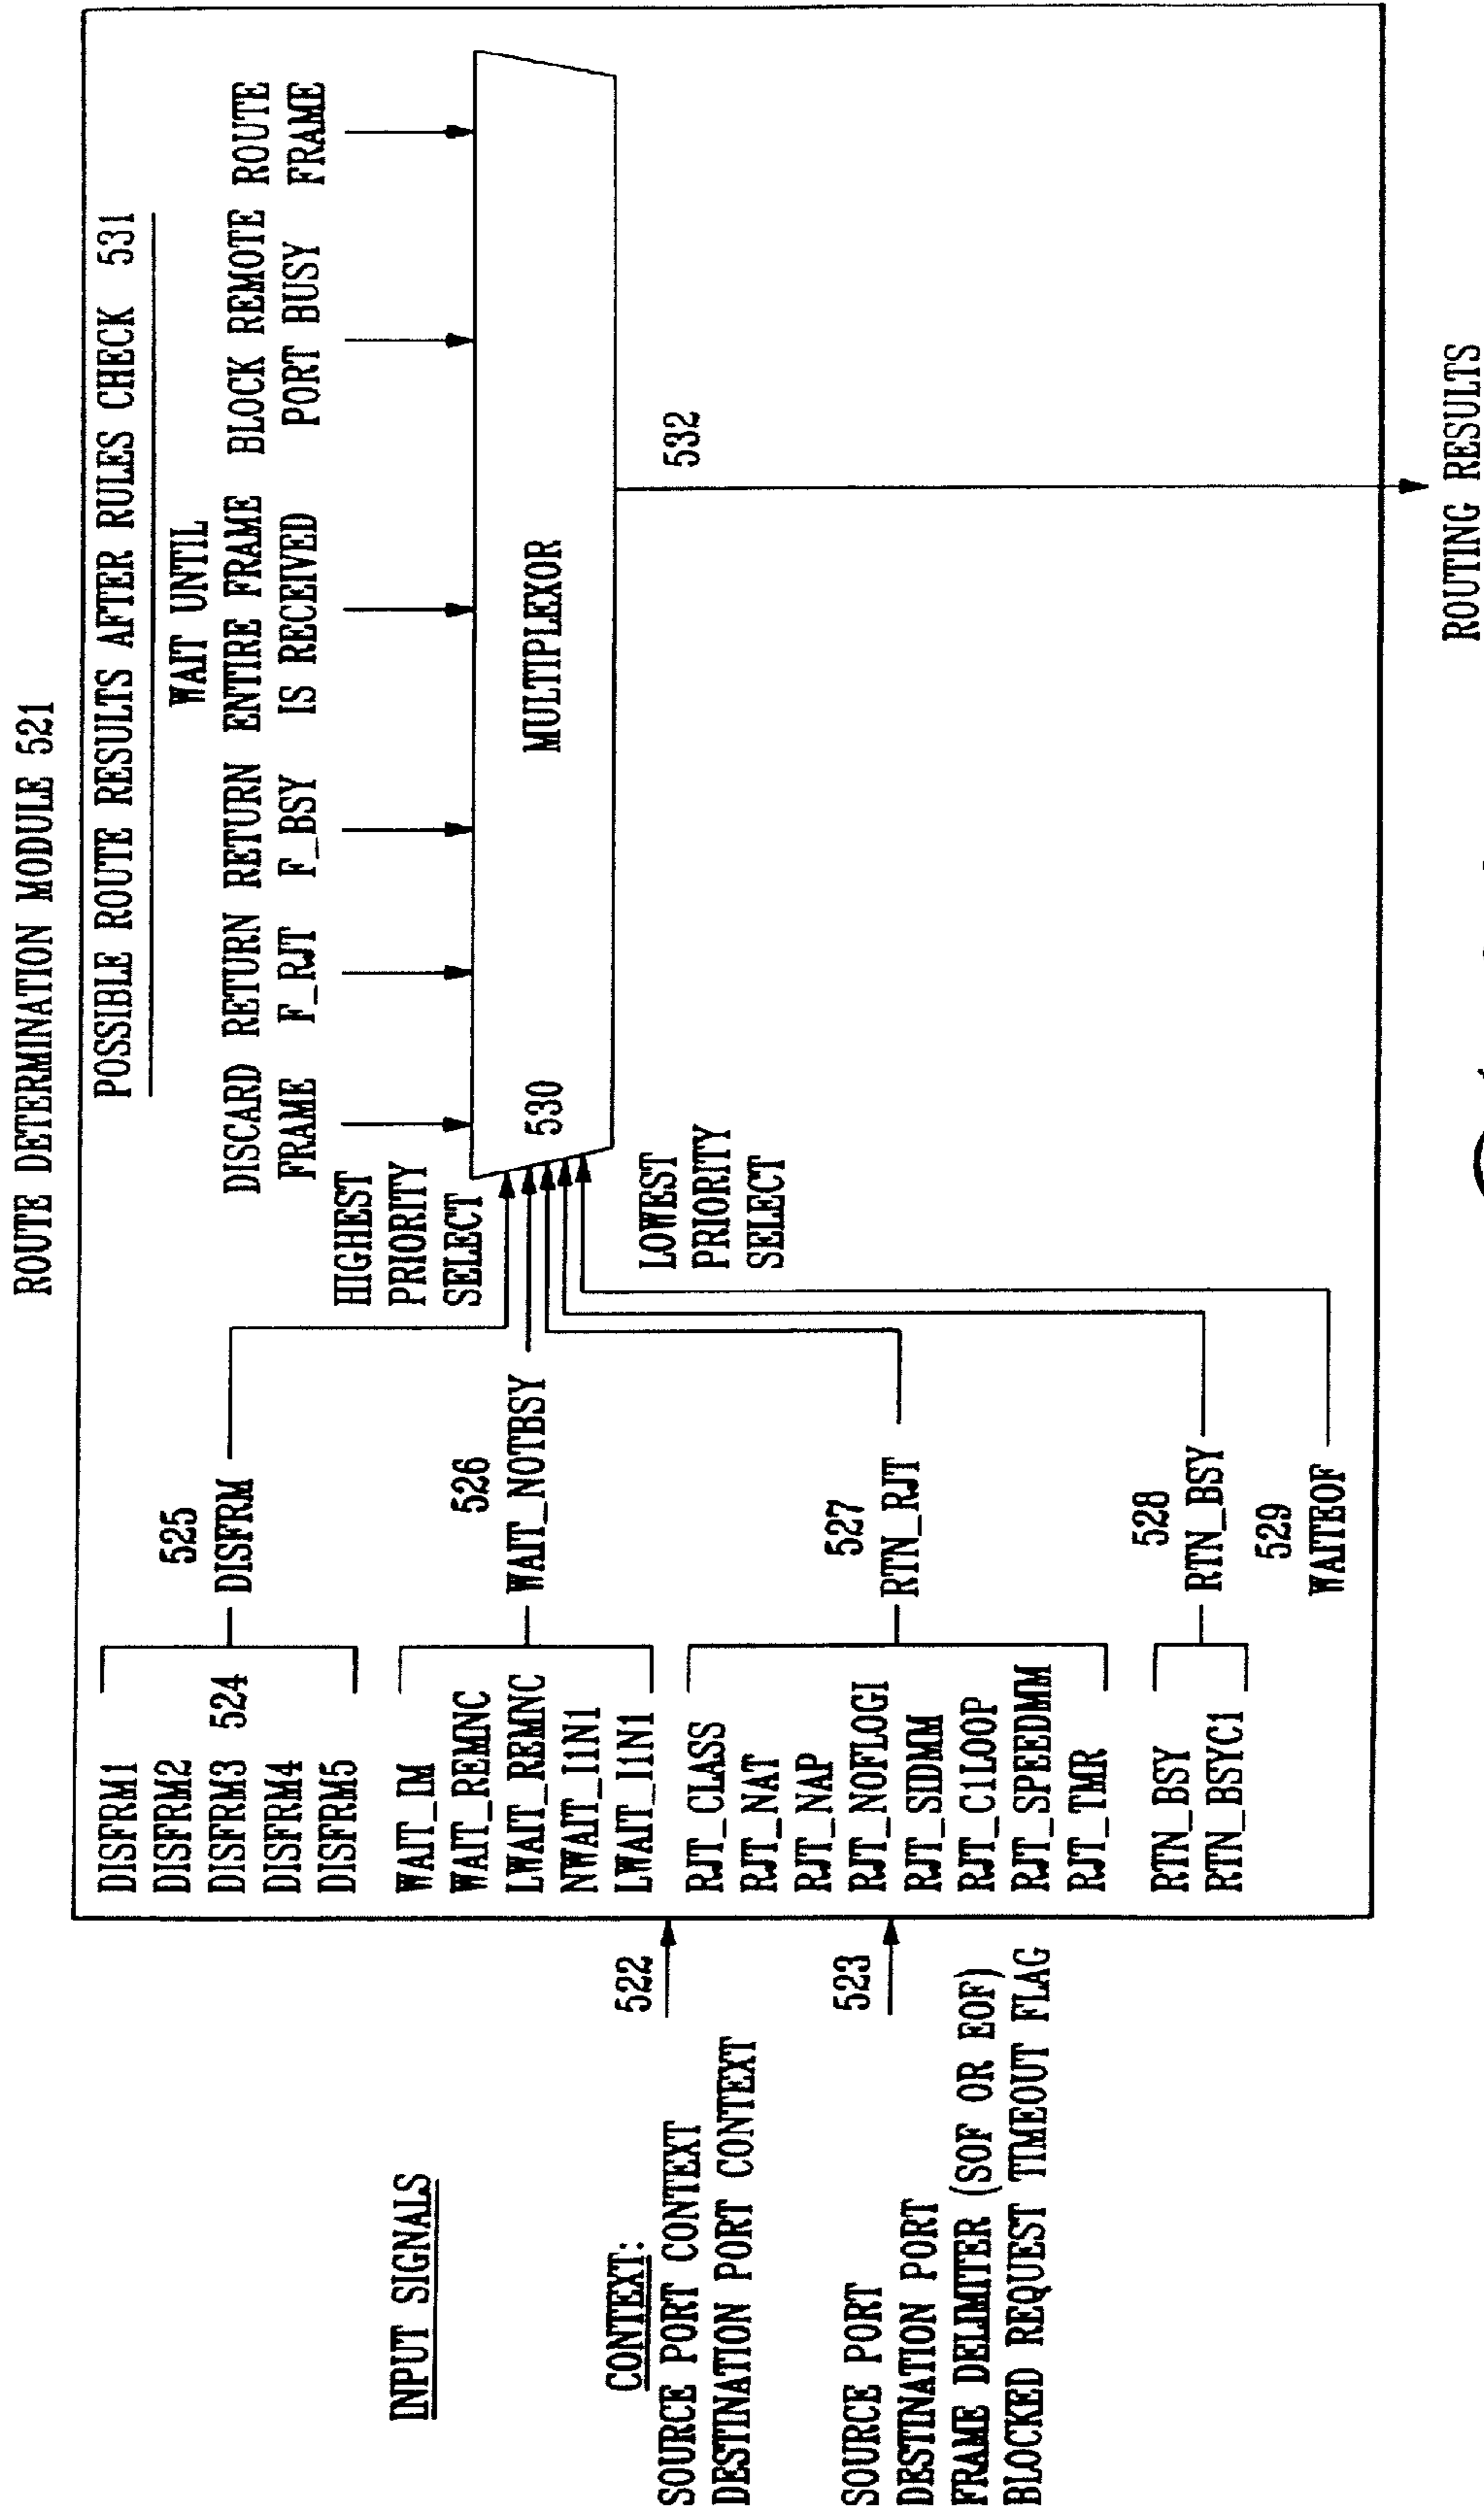 ROUTE DETERMINATION MODULE 521
POSSIBLE ROUTE RESULTS AFTER RULES CHECK 531
DISCARD
FRAME
RETURN
F_RJT
RETURN
F_BSY
WAIT UNTIL
ENTIRE FRAME
IS RECEIVED
BLOCK REMOTE
PORT BUSY
ROUTE
FRAME
HIGHEST
PRIORITY
SELECT
530
MULTIPLEXOR
LOWEST
PRIORITY
SELECT
532
ROUTING RESULTS
INPUT SIGNALS
CONTEXT:
SOURCE PORT CONTEXT
DESTINATION PORT CONTEXT
522
SOURCE PORT
DESTINATION PORT
FRAME DELIMITER (SOF OR EOF)
BLOCKED REQUEST TIMEOUT FLAG
523
DISFRM1
DISFRM2
DISFRM3 524
DISFRM4
DISFRM5
525
DISFRM
WAIT_IM
WAIT_REMNC
LWAIT_REMNC
NWAIT_I1N1
LWAIT_I1N1
526
WAIT_NOTBSY
RJT_CLASS
RJT_NAT
RJT_NAP
RJT_NOFLOGI
RJT_SIDMM
RJT_C1LOOP
RJT_SPEEDMM
RJT_TMR
527
RTN_RJT
RTN_BSY
RTN_BSYC1
528
RTN_BSY
529
WAITEOF